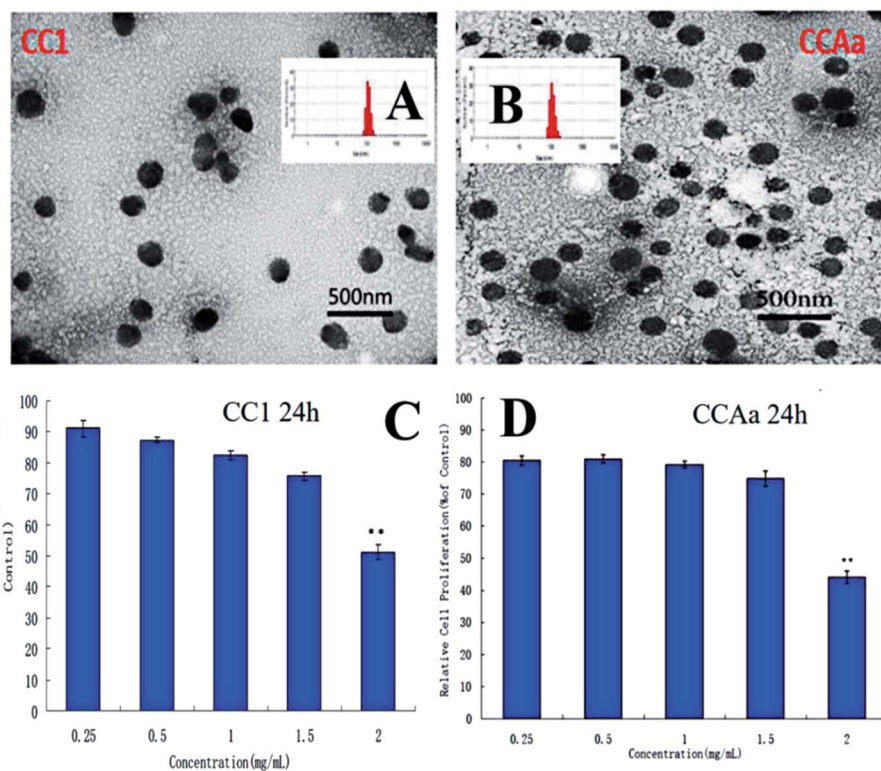 CC1
CCAa
A
B
500nm
500nm
CC1 24h
C
Control)
100
90
80
70
60
50
40
30
20
10
0
**
0.25 0.5 1 1.5 2
Concentration(mg/mL)
D
CCAa 24h
Relative Cell Proliferation(%of Control)
100
90
80
70
60
50
40
30
20
10
0
**
0.25 0.5 1 1.5 2
Concentration(mg/mL)